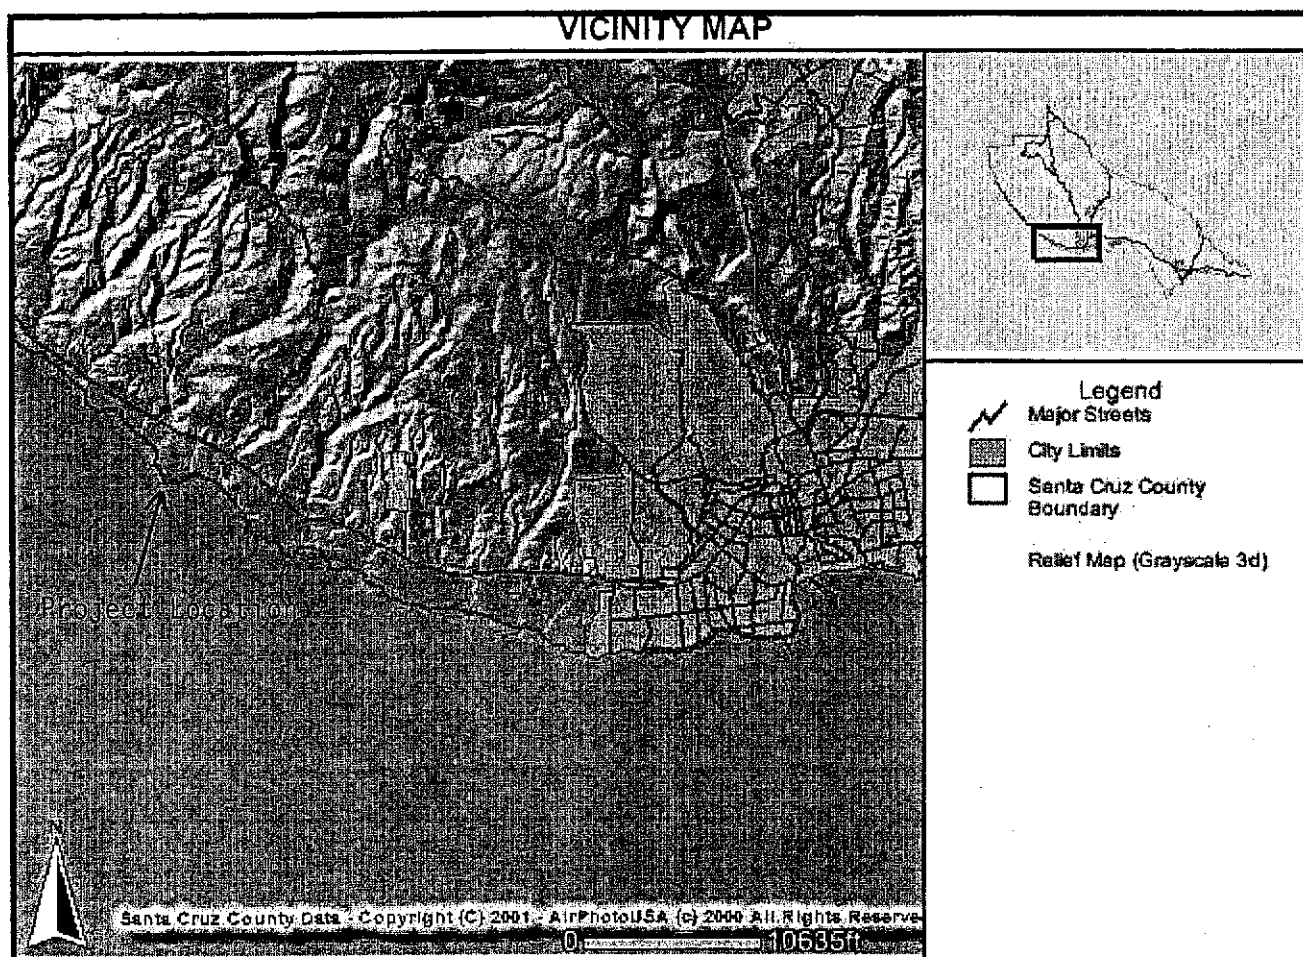 VICINITY MAP
Project Location
N
Santa Cruz County Data - Copyright (C) 2001 - AirPhotoUSA (c) 2000 All Rights Reserve
0 10635ft
Legend
Major Streets
City Limits
Santa Cruz County
Boundary
Relief Map (Grayscale 3d)